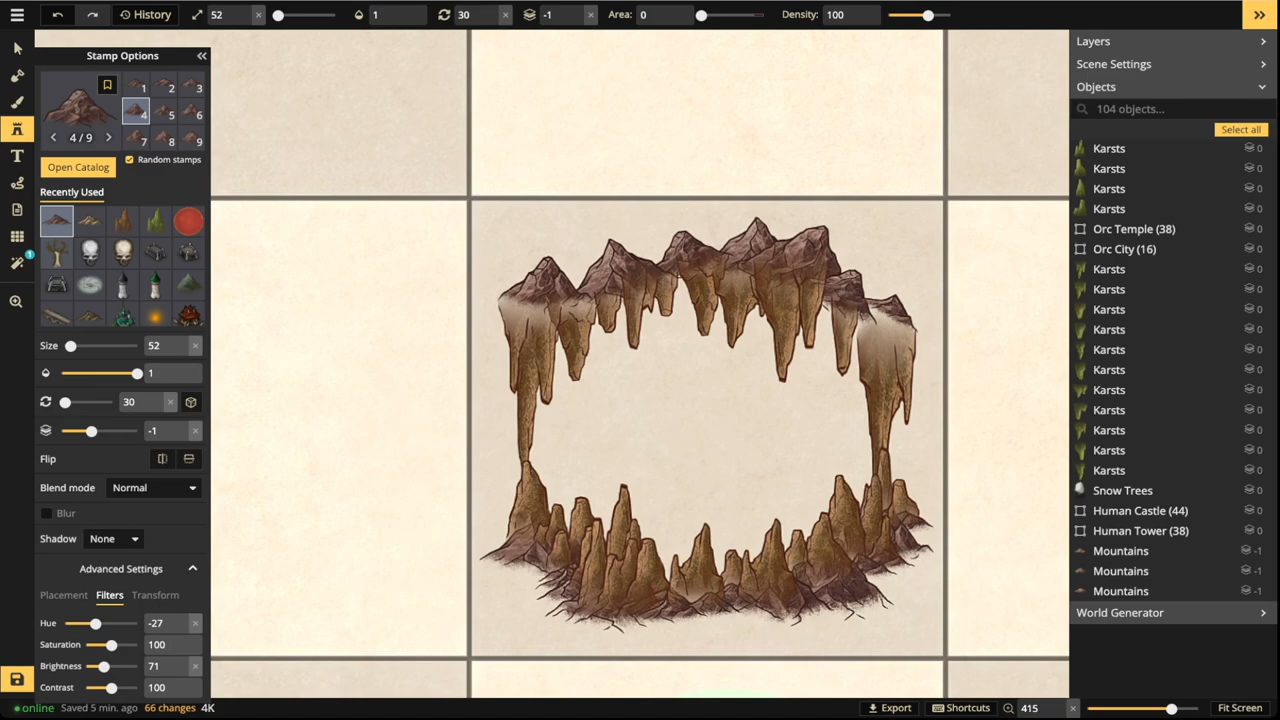 History 52 × 1 30 × -1 × Area: 0 Density: 100
Stamp Options
1 2 3
4 5 6
4 / 9 7 8 9
Open Catalog Random stamps
Recently Used
1
Size 52 ×
1
30 ×
-1 ×
Flip
Blend mode Normal
Blur
Shadow None
Advanced Settings
Placement Filters Transform
Hue -27 ×
Saturation 100
Brightness 71 ×
Contrast 100
online Saved 5 min. ago 66 changes 4K
Export Shortcuts 415 × Fit Screen
Layers
Scene Settings
Objects
104 objects...
Select all
Karsts 0
Karsts 0
Karsts 0
Karsts 0
Orc Temple (38) 0
Orc City (16) 0
Karsts 0
Karsts 0
Karsts 0
Karsts 0
Karsts 0
Karsts 0
Karsts 0
Karsts 0
Karsts 0
Karsts 0
Karsts 0
Snow Trees 0
Human Castle (44) 0
Human Tower (38) 0
Mountains -1
Mountains -1
Mountains -1
World Generator